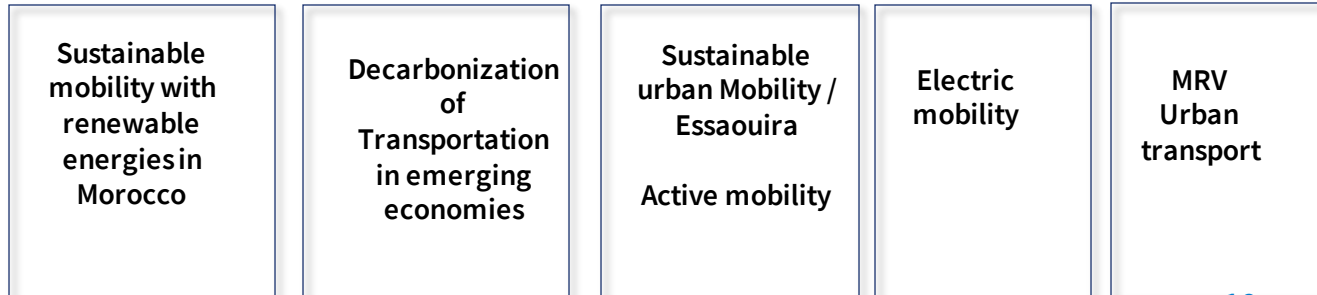 Sustainable
mobility with
renewable
energies in
Morocco
Decarbonization
of
Transportation
in emerging
economies
Sustainable
urban Mobility /
Essaouira
Active mobility
Electric
mobility
MRV
Urban
transport